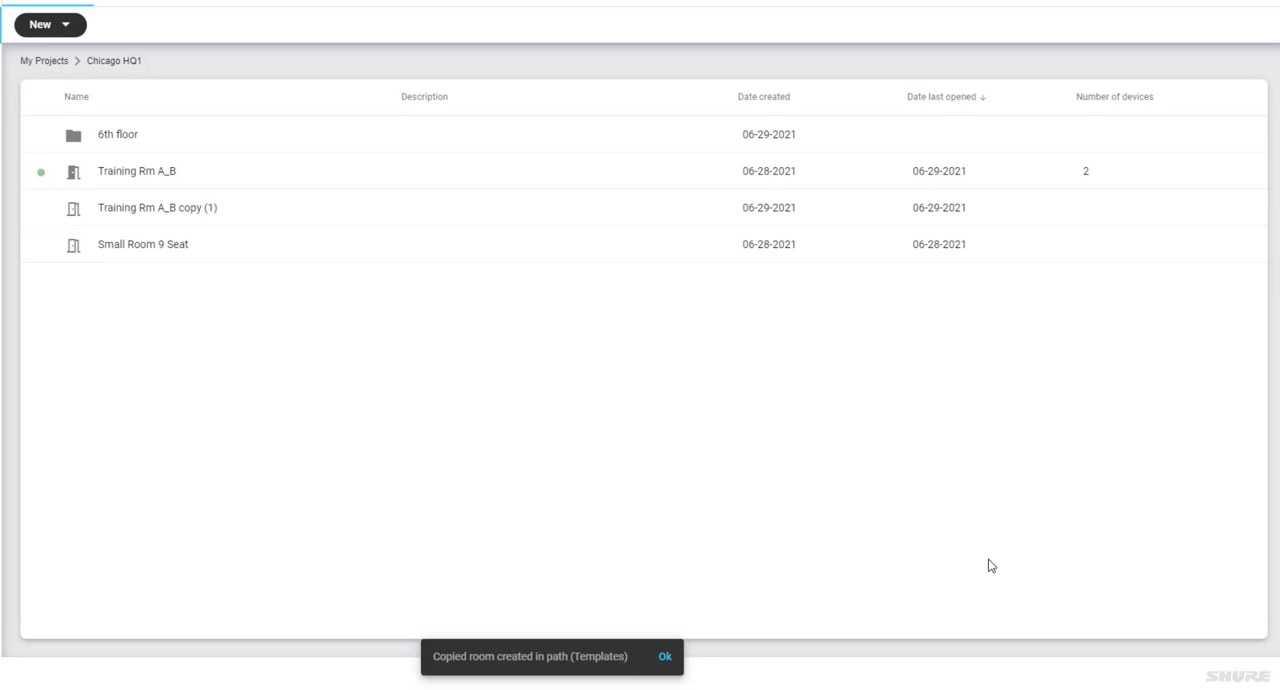 New
My Projects > Chicago HQ1
Name Description Date created Date last opened ↓ Number of devices
6th floor 06-29-2021
Training Rm A_B 06-28-2021 06-29-2021 2
Training Rm A_B copy (1) 06-29-2021 06-29-2021
Small Room 9 Seat 06-28-2021 06-28-2021
Copied room created in path (Templates) Ok
SHURE